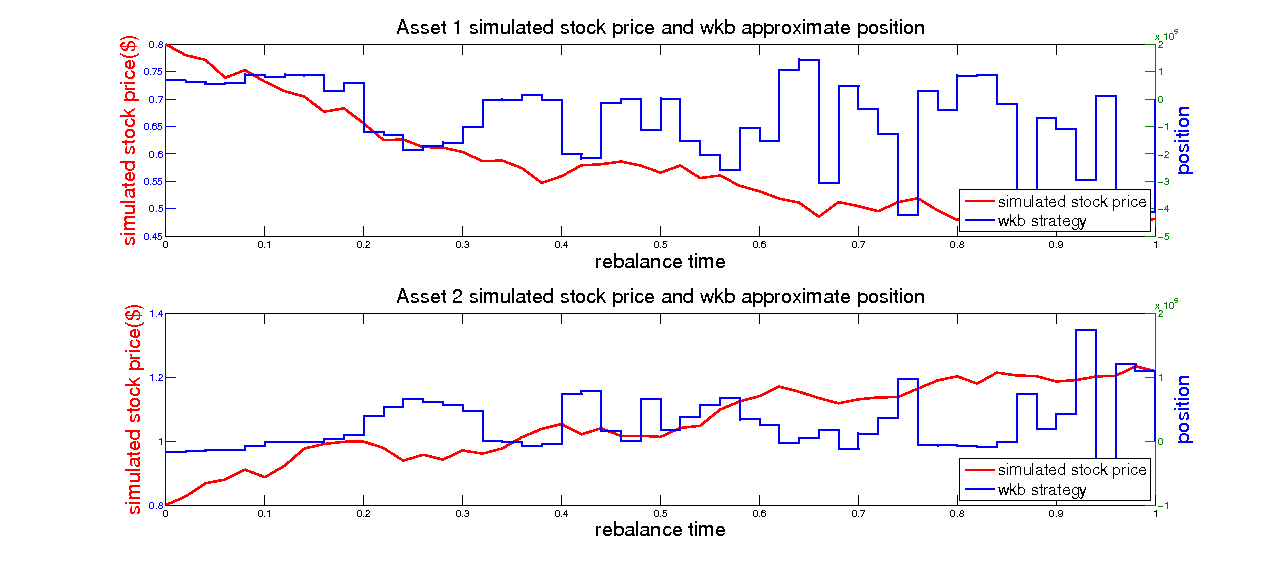 Asset 1 simulated stock price and wkb approximate position
x 10^5
simulated stock price($)
0.8
0.75
0.7
0.65
0.6
0.55
0.5
0.45
2
1
0
-1
-2
-3
-4
-5
position
simulated stock price
wkb strategy
0 0.1 0.2 0.3 0.4 0.5 0.6 0.7 0.8 0.9 1
rebalance time
Asset 2 simulated stock price and wkb approximate position
x 10^5
simulated stock price($)
1.4
1.2
1
0.8
2
1
0
-1
position
simulated stock price
wkb strategy
0 0.1 0.2 0.3 0.4 0.5 0.6 0.7 0.8 0.9 1
rebalance time